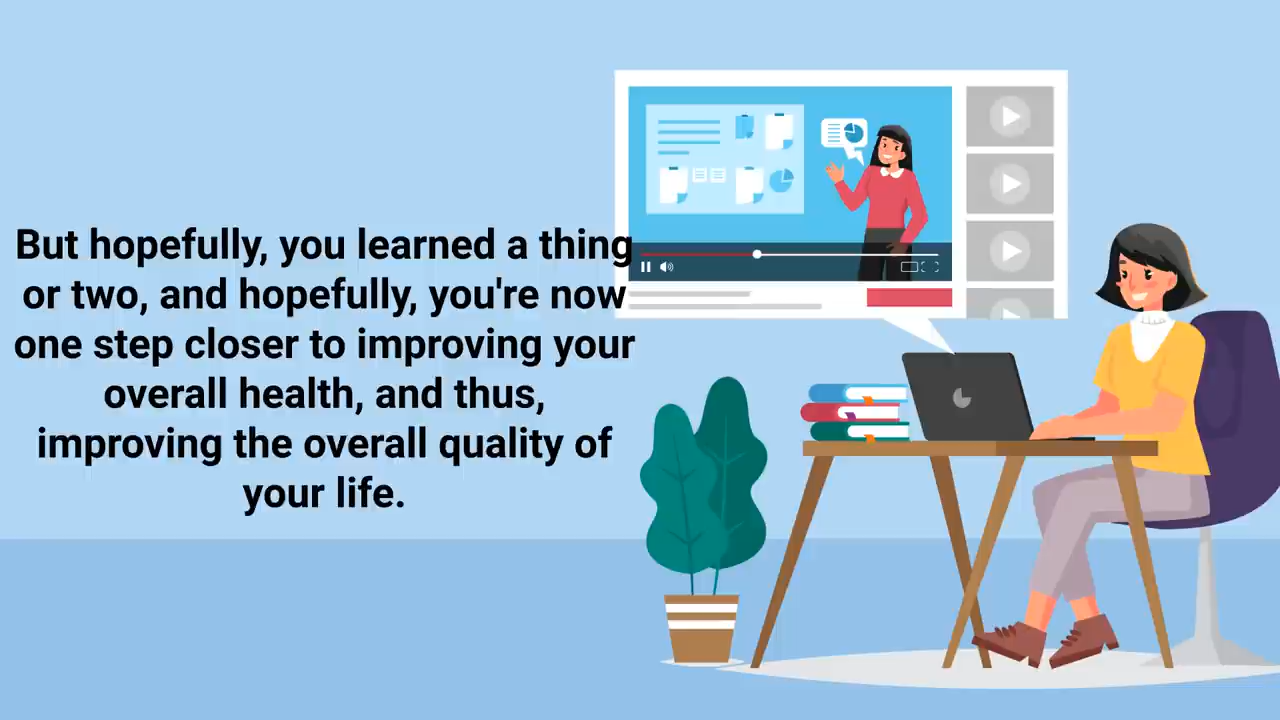 But hopefully, you learned a thing
or two, and hopefully, you're now
one step closer to improving your
overall health, and thus,
improving the overall quality of
your life.